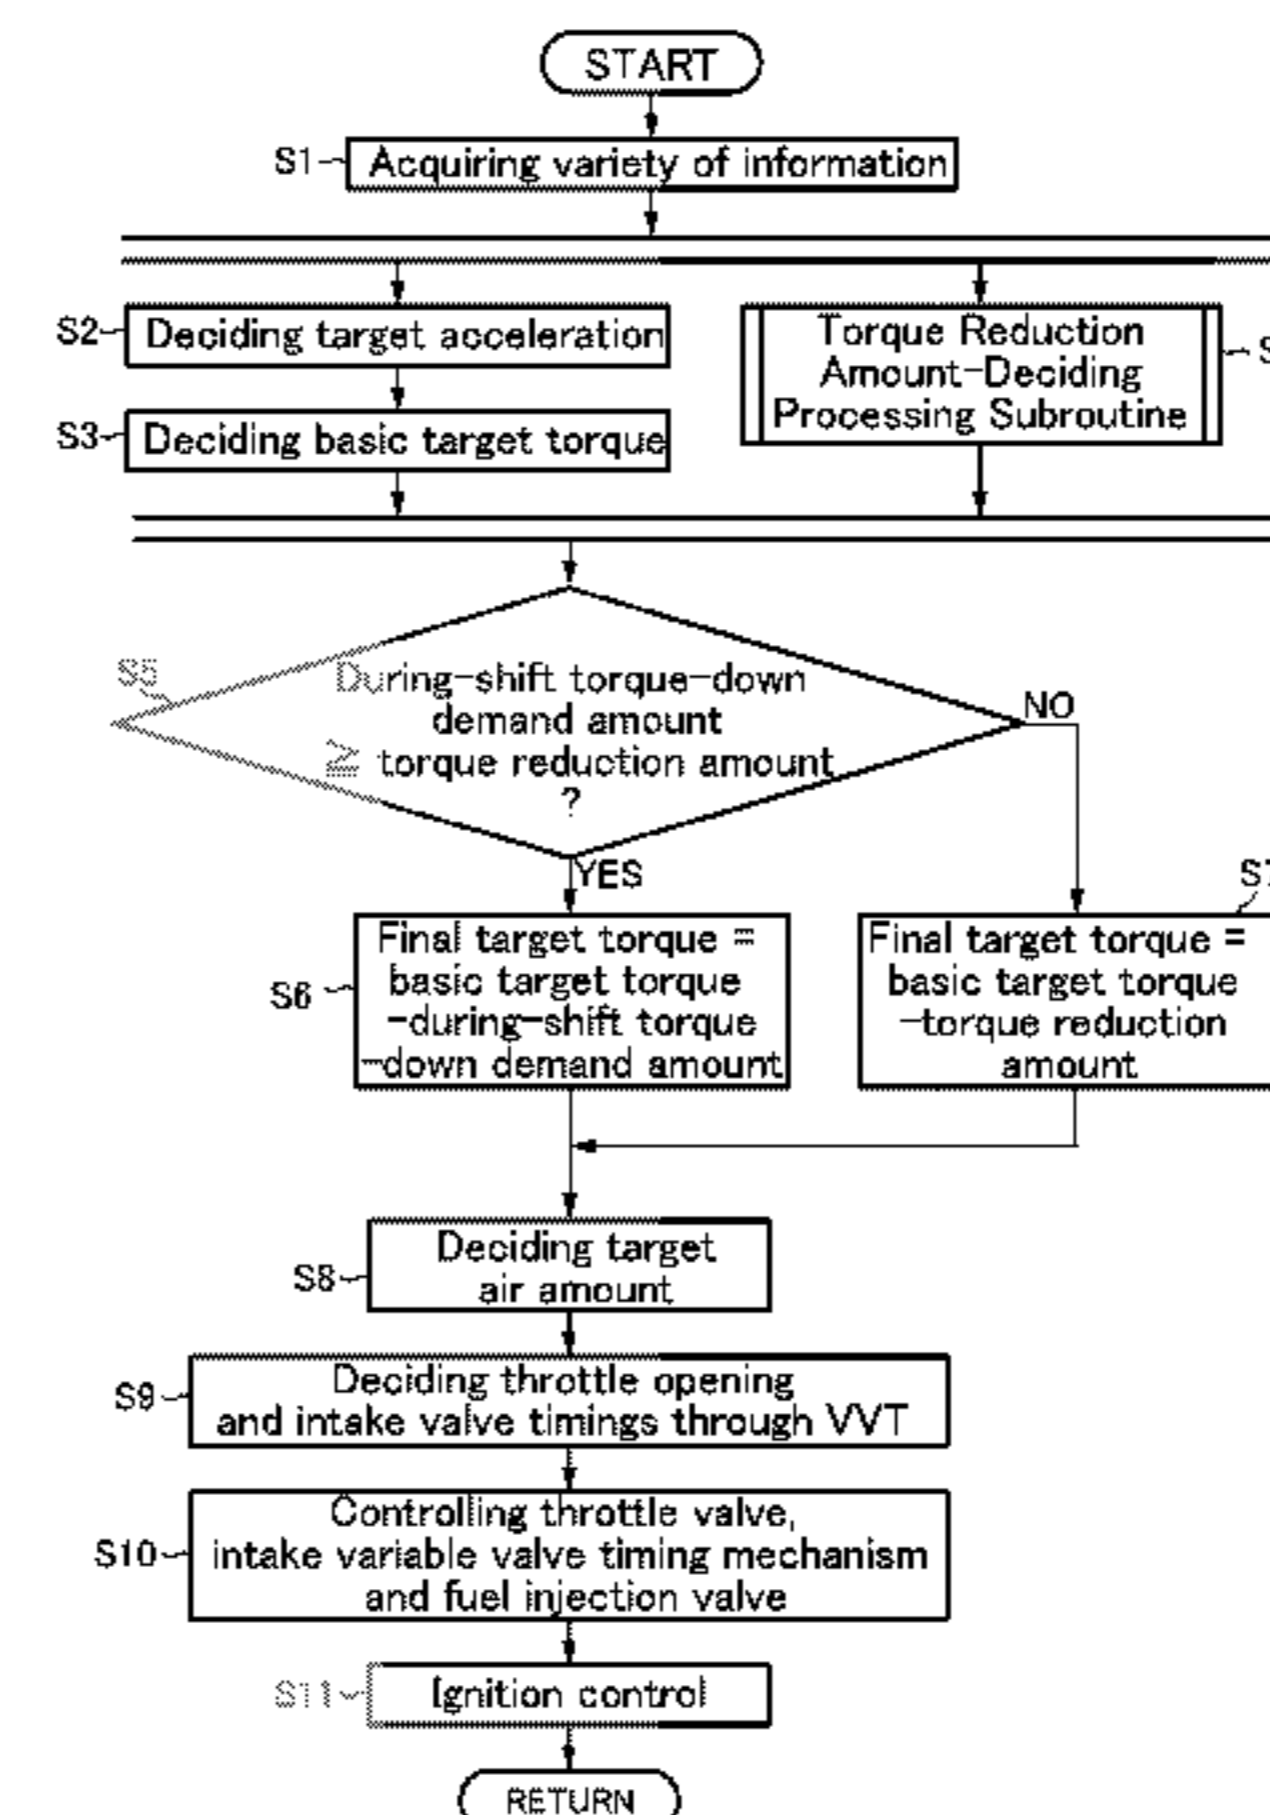 START
S1
Acquiring variety of information
S2
Deciding target acceleration
S3
Deciding basic target torque
Torque Reduction
Amount-Deciding
Processing Subroutine
S
S5
During-shift torque-down
demand amount
≥ torque reduction amount
?
NO
YES
S6
Final target torque =
basic target torque
-during-shift torque
-down demand amount
S7
Final target torque =
basic target torque
-torque reduction
amount
S8
Deciding target
air amount
S9
Deciding throttle opening
and intake valve timings through VVT
S10
Controlling throttle valve,
intake variable valve timing mechanism
and fuel injection valve
S11
Ignition control
RETURN